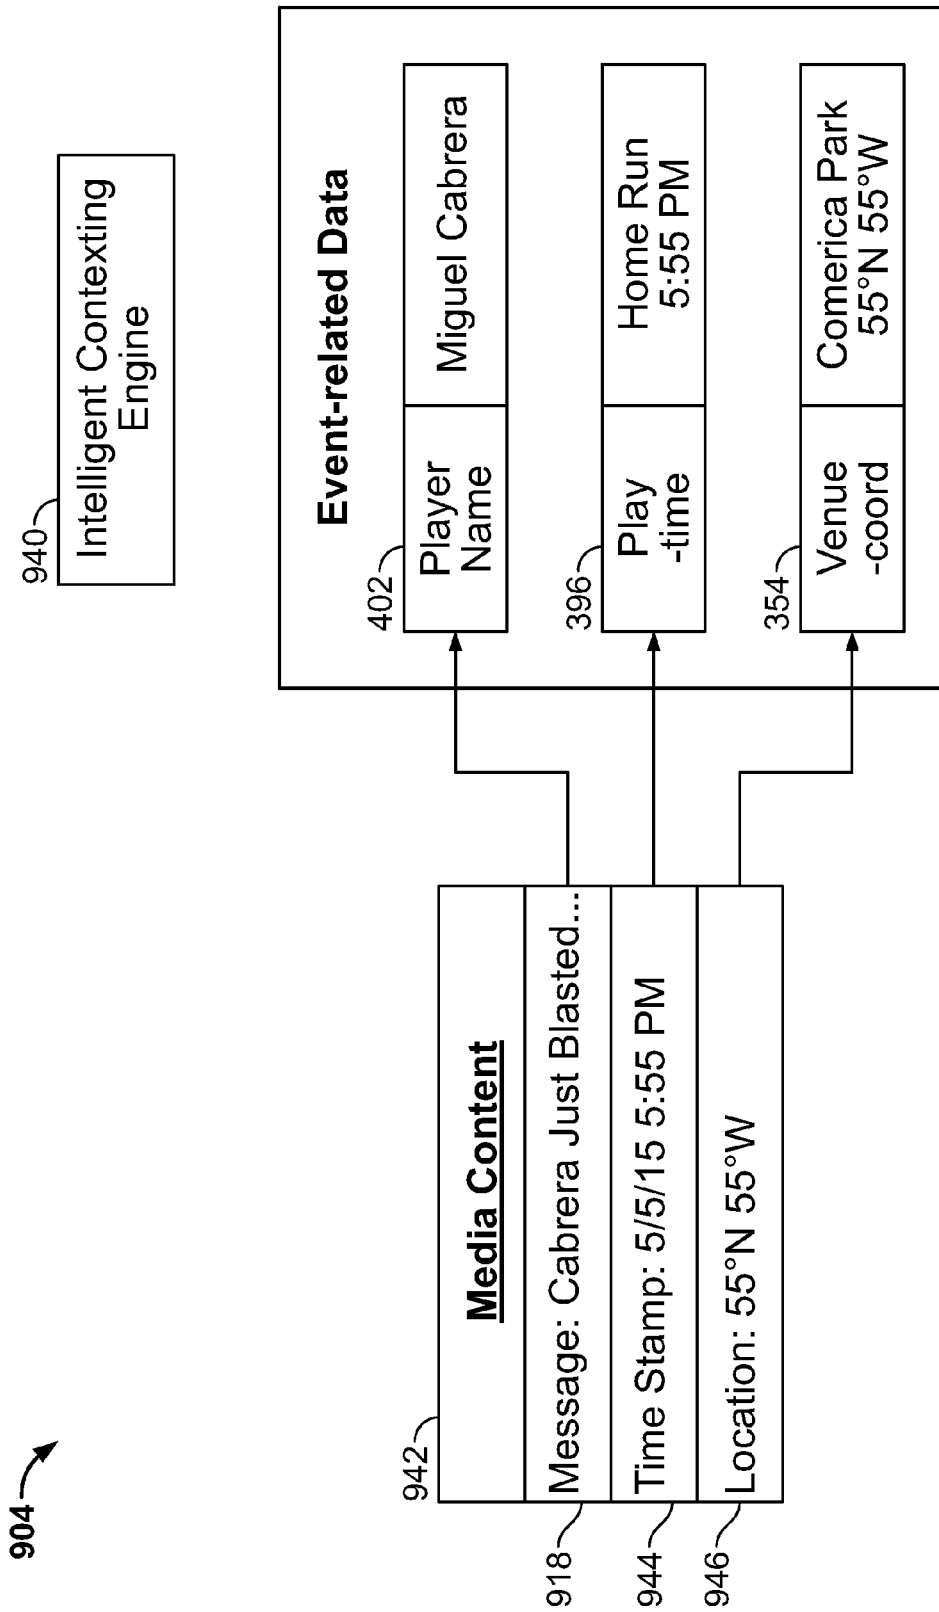 904
940
Intelligent Contexting
Engine
942
Media Content
918
Message: Cabrera Just Blasted...
944
Time Stamp: 5/5/15 5:55 PM
946
Location: 55°N 55°W
Event-related Data
402
Player
Name
Miguel Cabrera
396
Play
-time
Home Run
5:55 PM
354
Venue
-coord
Comerica Park
55°N 55°W